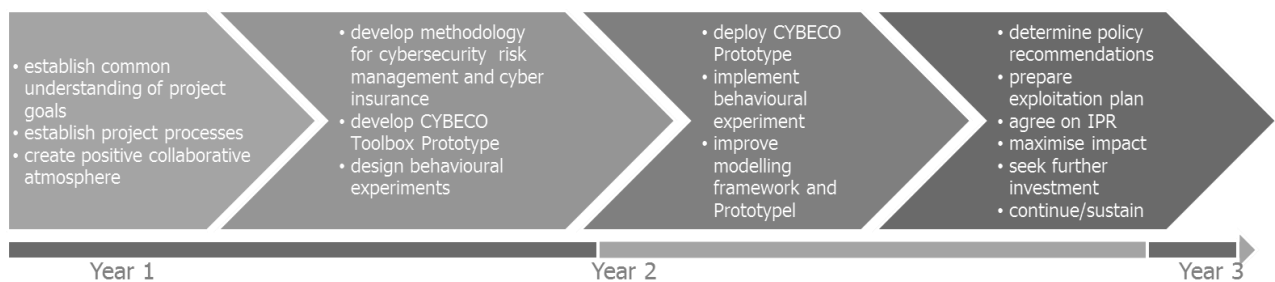 • establish common
understanding of project
goals
• establish project processes
• create positive collaborative
atmosphere
• develop methodology
for cybersecurity risk
management and cyber
insurance
• develop CYBECO
Toolbox Prototype
• design behavioural
experiments
• deploy CYBECO
Prototype
• implement
behavioural
experiment
• improve
modelling
framework and
Prototypel
• determine policy
recommendations
• prepare
exploitation plan
• agree on IPR
• maximise impact
• seek further
investment
• continue/sustain
Year 1
Year 2
Year 3